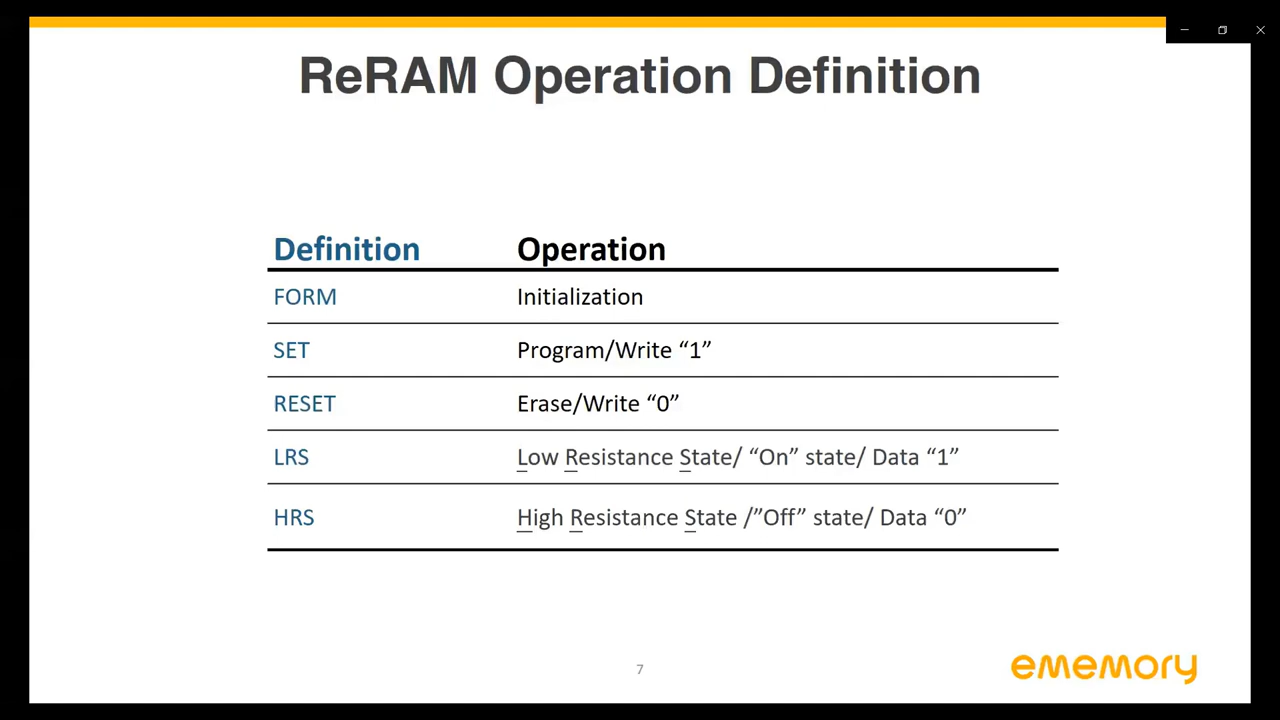 ReRAM Operation Definition
Definition Operation
FORM Initialization
SET Program/Write “1”
RESET Erase/Write “0”
LRS Low Resistance State/ “On” state/ Data “1”
HRS High Resistance State /”Off” state/ Data “0”
7
ememory